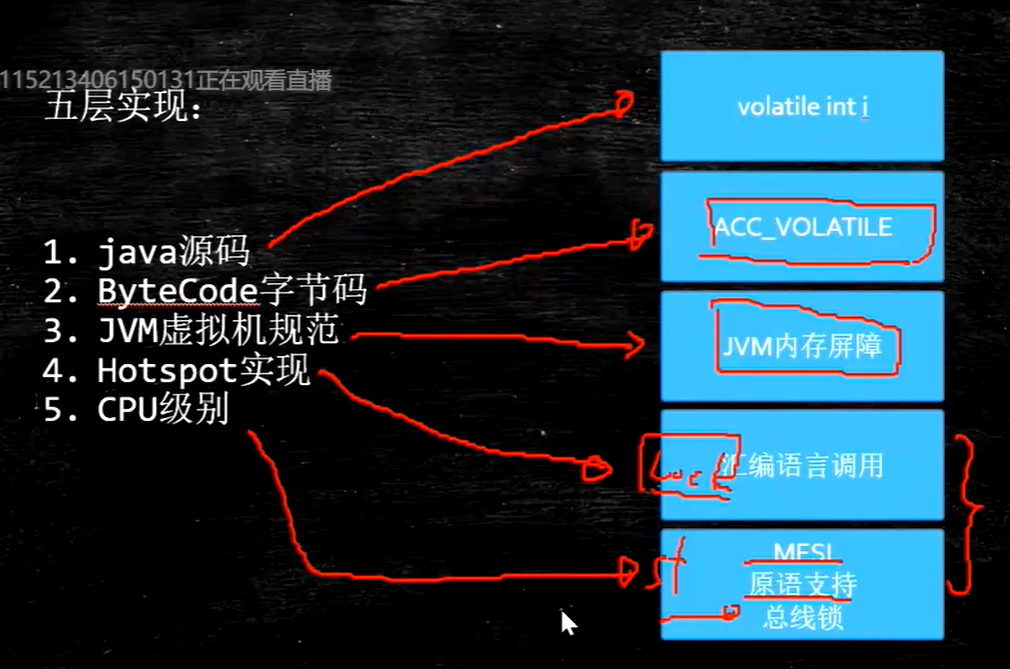 115213406150131正在观看直播
五层实现:
1. java源码
2. ByteCode字节码
3. JVM虚拟机规范
4. Hotspot实现
5. CPU级别
volatile int i
ACC_VOLATILE
JVM内存屏障
Lock
汇编语言调用
MESI
原语支持
总线锁